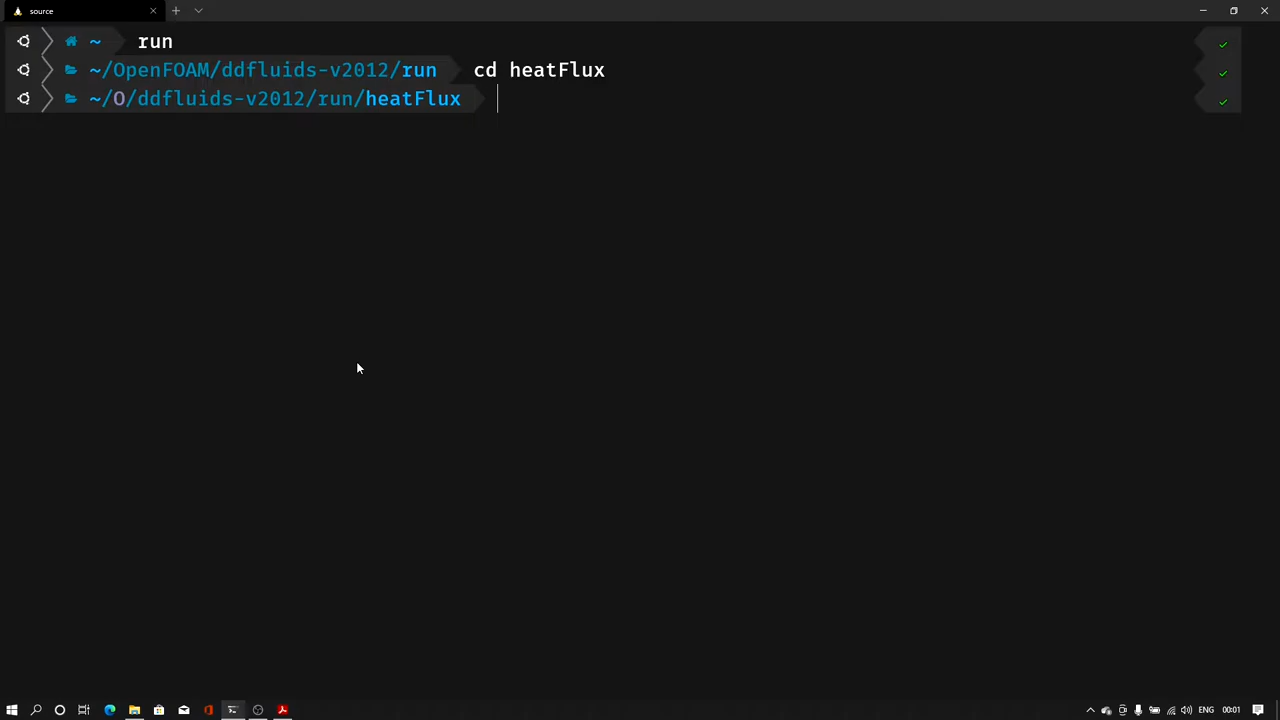 source
~ run
~/OpenFOAM/ddfluids-v2012/run cd heatFlux
~/O/ddfluids-v2012/run/heatFlux
ENG 00:01